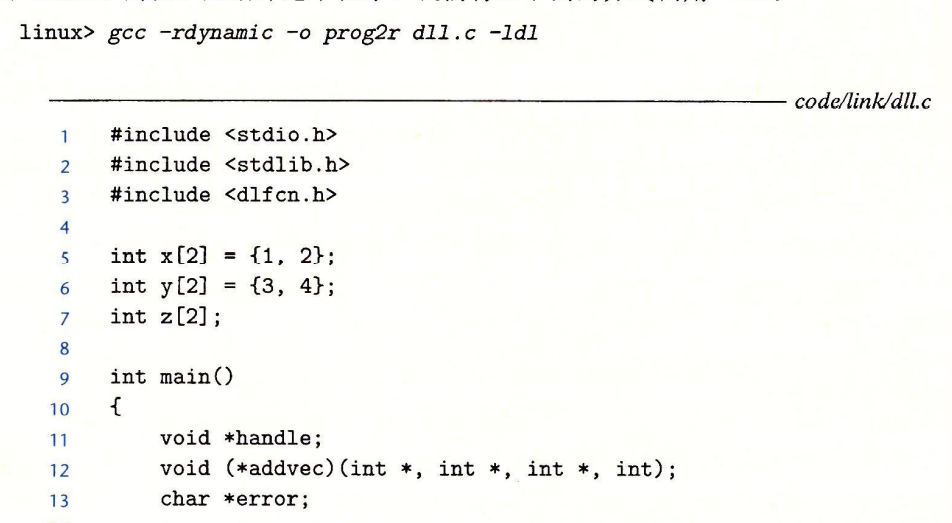 linux> gcc -rdynamic -o prog2r dll.c -ldl
code/link/dll.c
1 #include <stdio.h>
2 #include <stdlib.h>
3 #include <dlfcn.h>
4
5 int x[2] = {1, 2};
6 int y[2] = {3, 4};
7 int z[2];
8
9 int main()
10 {
11 void *handle;
12 void (*addvec)(int *, int *, int *, int);
13 char *error;